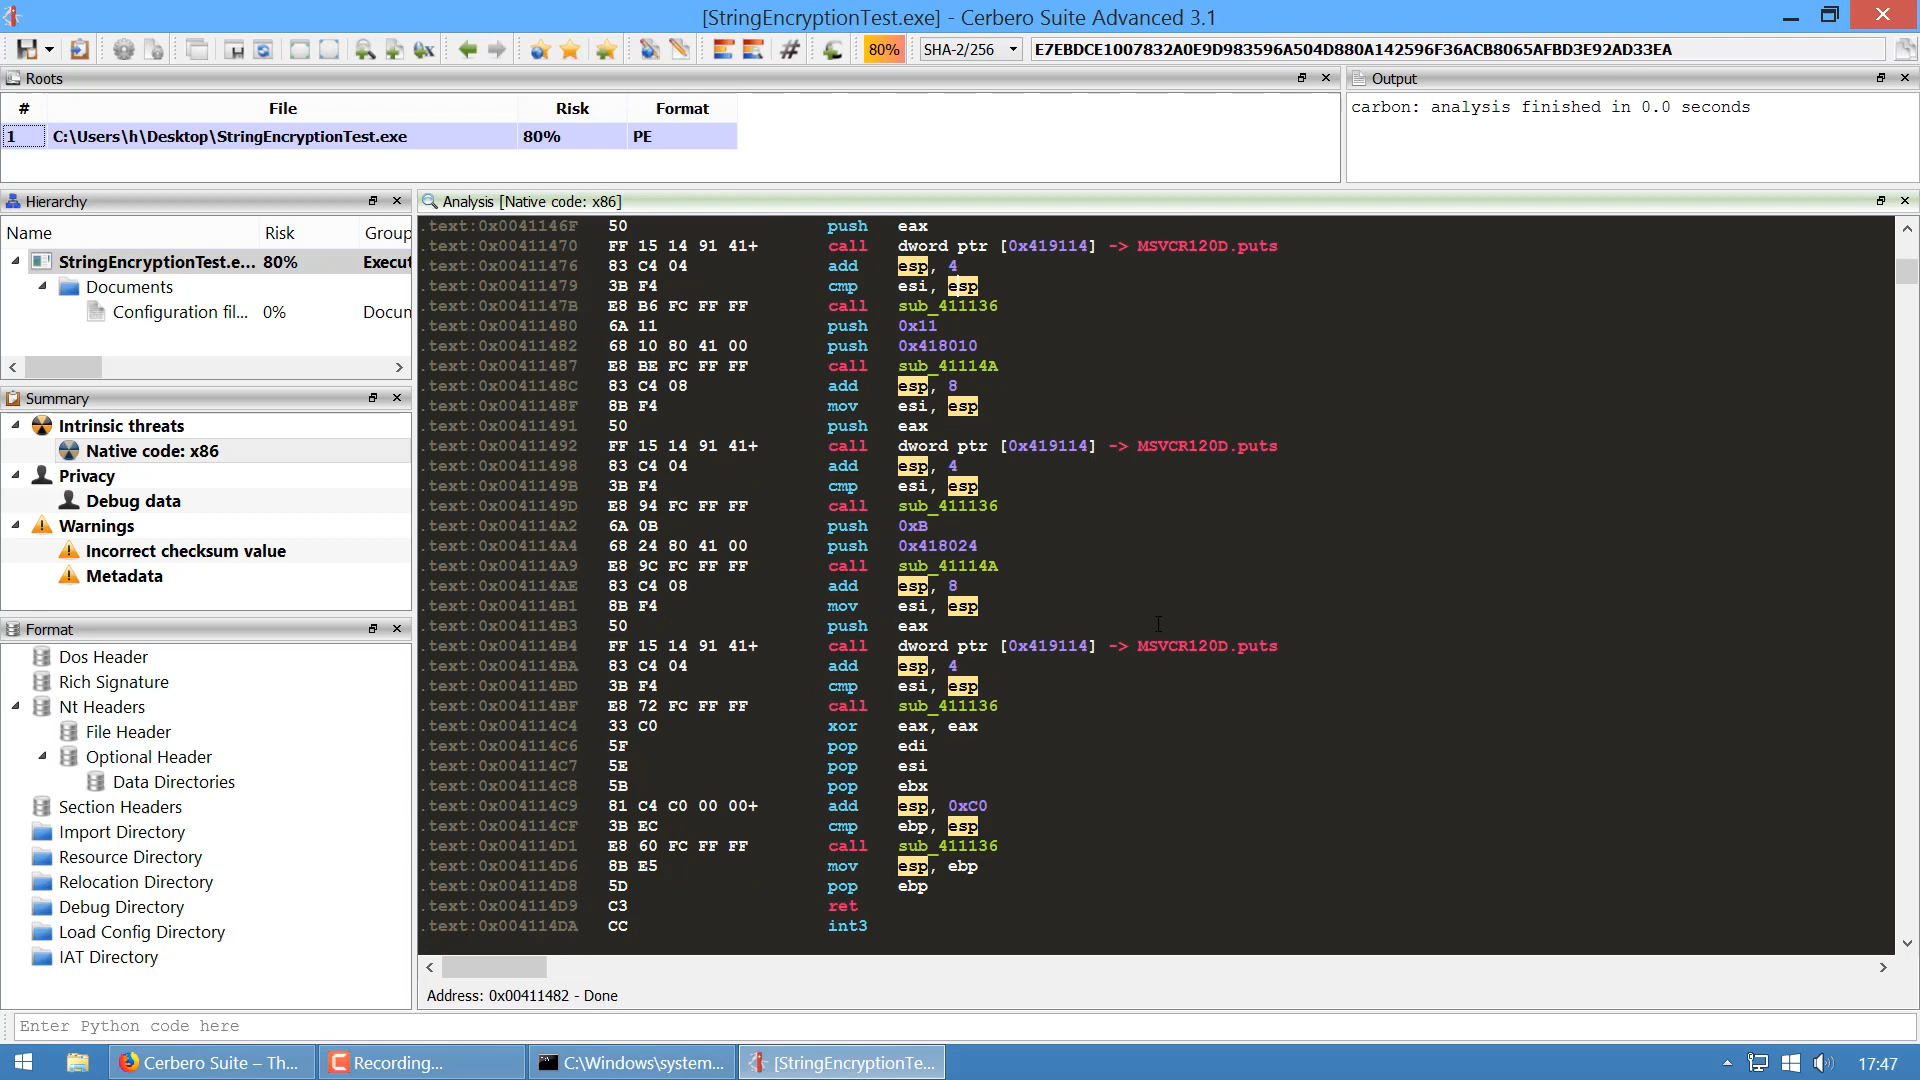 [StringEncryptionTest.exe] - Cerbero Suite Advanced 3.1
80% SHA-2/256 E7EBDCE1007832A0E9D983596A504D880A142596F36ACB8065AFBD3E92AD33EA
Roots
# File Risk Format
1 C:\Users\h\Desktop\StringEncryptionTest.exe 80% PE
Output
carbon: analysis finished in 0.0 seconds
Hierarchy
Name Risk Group
StringEncryptionTest.e... 80% Execut
Documents
Configuration fil... 0% Docun
Summary
Intrinsic threats
Native code: x86
Privacy
Debug data
Warnings
Incorrect checksum value
Metadata
Format
Dos Header
Rich Signature
Nt Headers
File Header
Optional Header
Data Directories
Section Headers
Import Directory
Resource Directory
Relocation Directory
Debug Directory
Load Config Directory
IAT Directory
Analysis [Native code: x86]
.text:0x0041146F 50 push eax
.text:0x00411470 FF 15 14 91 41+ call dword ptr [0x419114] -> MSVCR120D.puts
.text:0x00411476 83 C4 04 add esp, 4
.text:0x00411479 3B F4 cmp esi, esp
.text:0x0041147B E8 B6 FC FF FF call sub_411136
.text:0x00411480 6A 11 push 0x11
.text:0x00411482 68 10 80 41 00 push 0x418010
.text:0x00411487 E8 BE FC FF FF call sub_41114A
.text:0x0041148C 83 C4 08 add esp, 8
.text:0x0041148F 8B F4 mov esi, esp
.text:0x00411491 50 push eax
.text:0x00411492 FF 15 14 91 41+ call dword ptr [0x419114] -> MSVCR120D.puts
.text:0x00411498 83 C4 04 add esp, 4
.text:0x0041149B 3B F4 cmp esi, esp
.text:0x0041149D E8 94 FC FF FF call sub_411136
.text:0x004114A2 6A 0B push 0xB
.text:0x004114A4 68 24 80 41 00 push 0x418024
.text:0x004114A9 E8 9C FC FF FF call sub_41114A
.text:0x004114AE 83 C4 08 add esp, 8
.text:0x004114B1 8B F4 mov esi, esp
.text:0x004114B3 50 push eax
.text:0x004114B4 FF 15 14 91 41+ call dword ptr [0x419114] -> MSVCR120D.puts
.text:0x004114BA 83 C4 04 add esp, 4
.text:0x004114BD 3B F4 cmp esi, esp
.text:0x004114BF E8 72 FC FF FF call sub_411136
.text:0x004114C4 33 C0 xor eax, eax
.text:0x004114C6 5F pop edi
.text:0x004114C7 5E pop esi
.text:0x004114C8 5B pop ebx
.text:0x004114C9 81 C4 C0 00 00+ add esp, 0xC0
.text:0x004114CF 3B EC cmp ebp, esp
.text:0x004114D1 E8 60 FC FF FF call sub_411136
.text:0x004114D6 8B E5 mov esp, ebp
.text:0x004114D8 5D pop ebp
.text:0x004114D9 C3 ret
.text:0x004114DA CC int3
Address: 0x00411482 - Done
Enter Python code here
Cerbero Suite – Th... Recording... C:\Windows\system... [StringEncryptionTe... 17:47